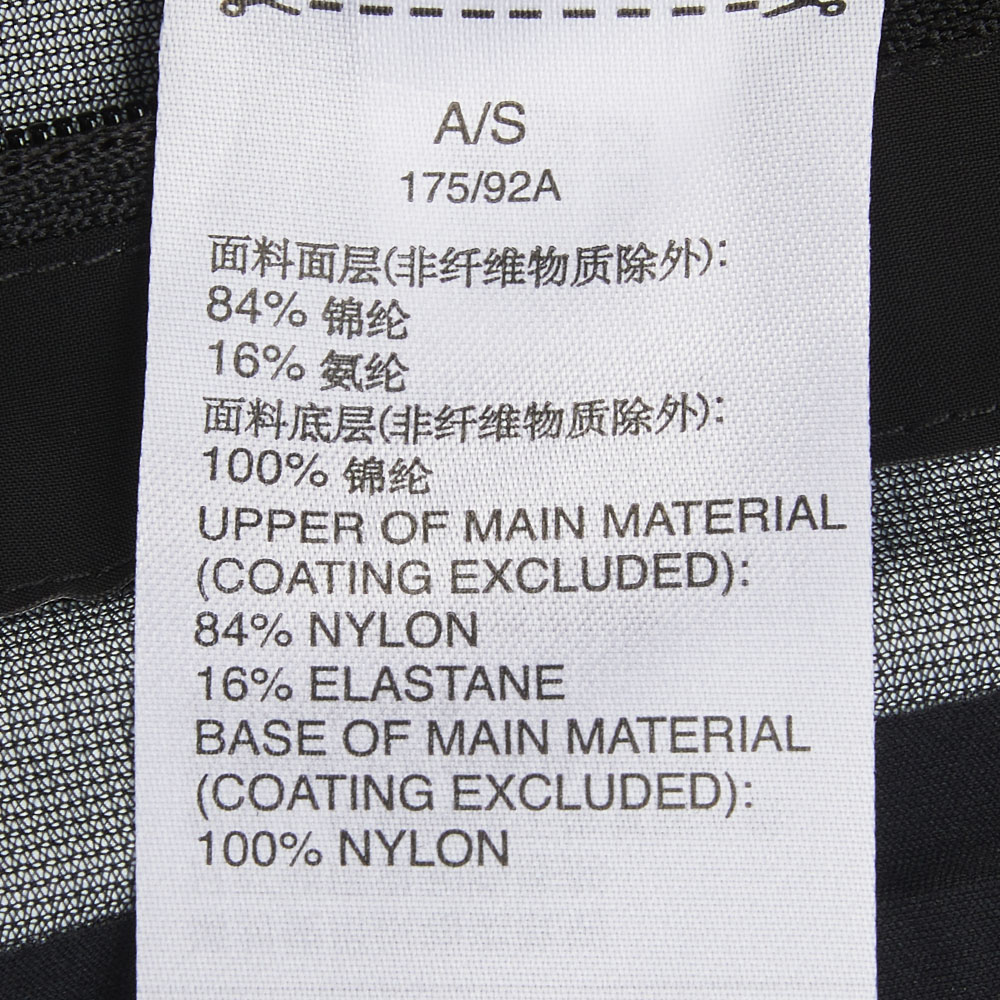 A/S
175/92A
面料面层(非纤维物质除外):
84% 锦纶
16% 氨纶
面料底层(非纤维物质除外):
100% 锦纶
UPPER OF MAIN MATERIAL
(COATING EXCLUDED):
84% NYLON
16% ELASTANE
BASE OF MAIN MATERIAL
(COATING EXCLUDED):
100% NYLON